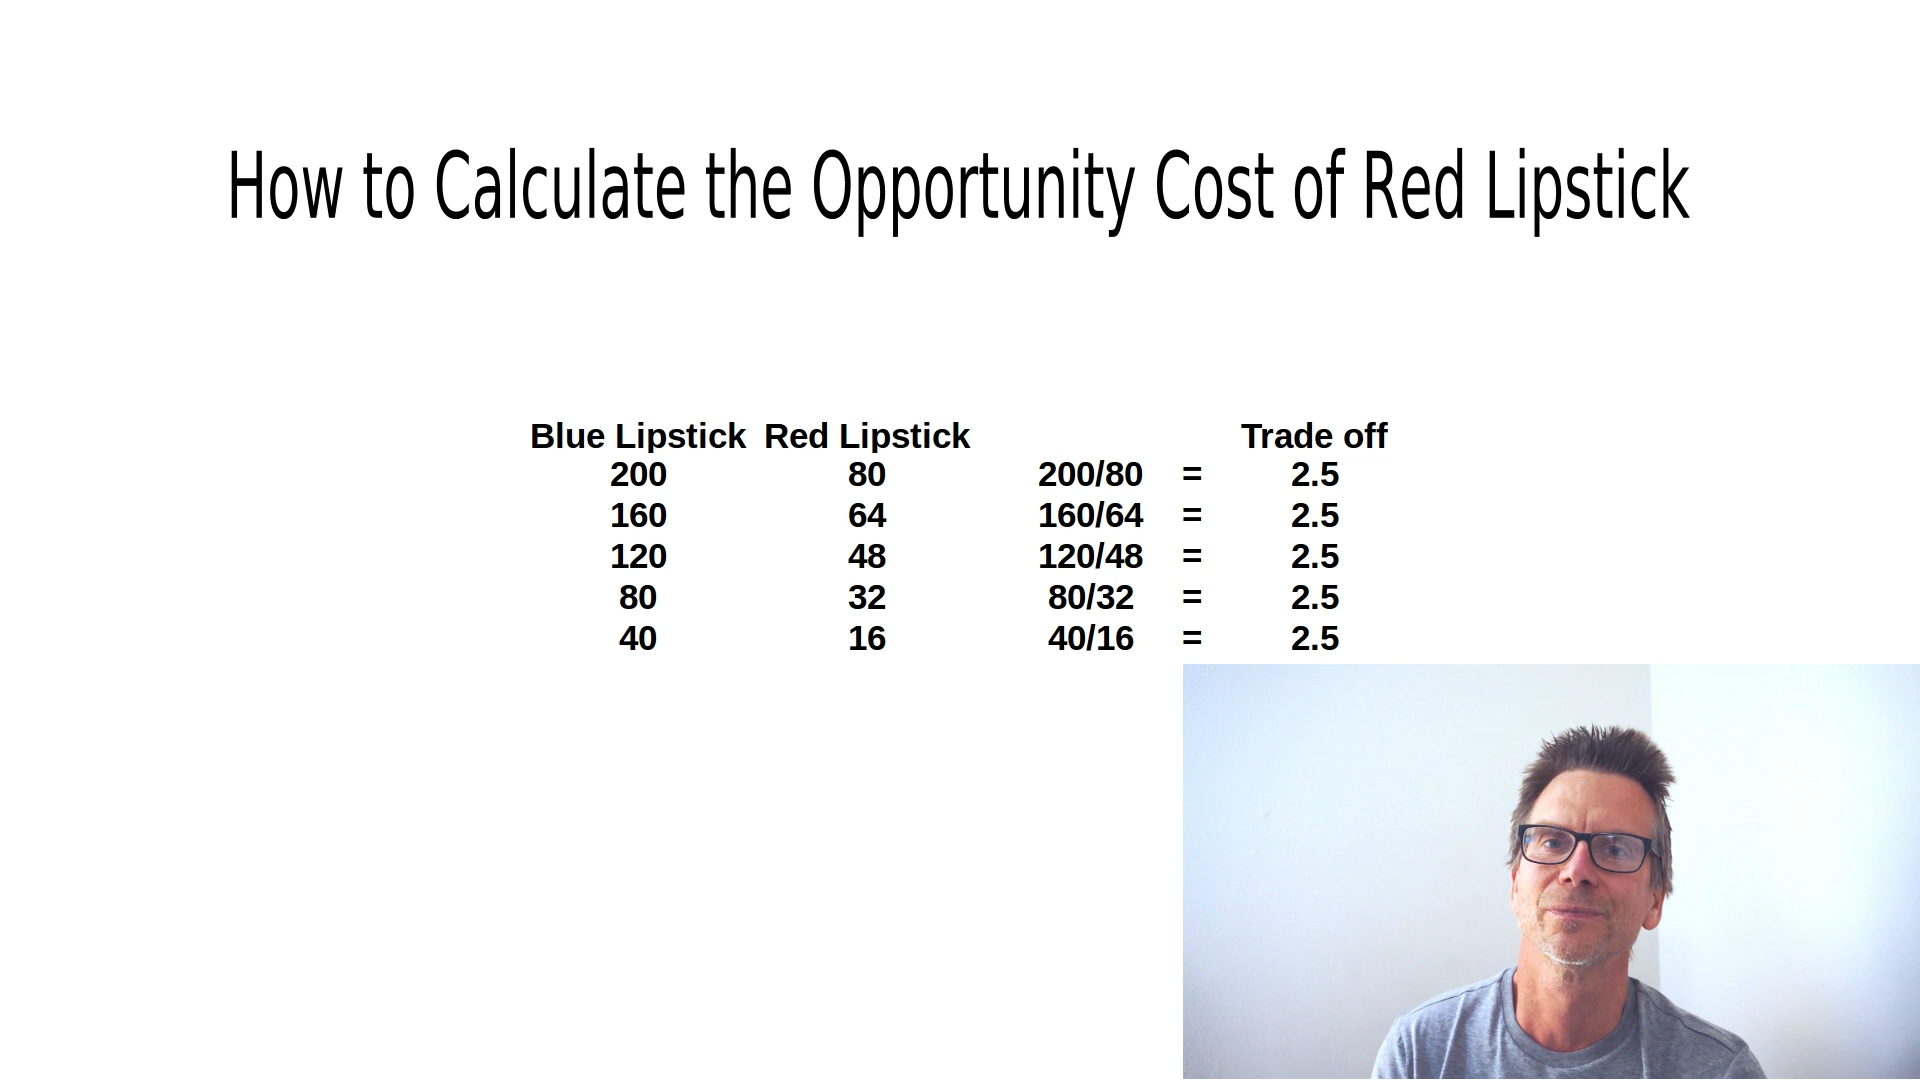 How to Calculate the Opportunity Cost of Red Lipstick
Blue Lipstick Red Lipstick Trade off
200 80 200/80 = 2.5
160 64 160/64 = 2.5
120 48 120/48 = 2.5
80 32 80/32 = 2.5
40 16 40/16 = 2.5